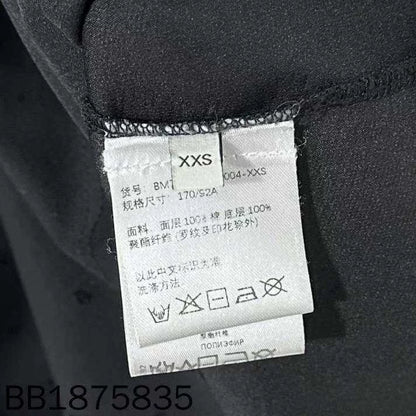 XXS
货号: BMT 004-XXS
规格尺寸: 170/92A
面料: 面层100%棉 底层100%
聚酯纤维 (罗纹及印花除外)
以此中文标识为准
洗涤方法:
ПОЛИЭФИР
BB1875835